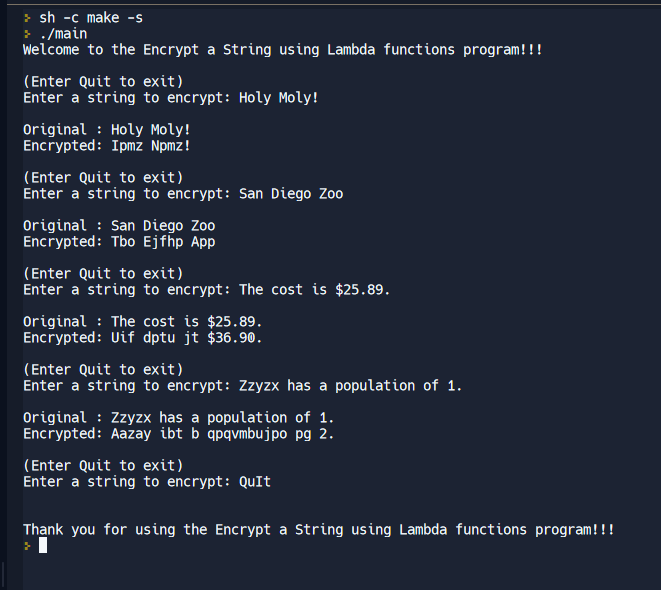 sh -c make -s
./main
Welcome to the Encrypt a String using Lambda functions program!!!
(Enter Quit to exit)
Enter a string to encrypt: Holy Moly!
Original : Holy Moly!
Encrypted: Ipmz Npmz!
(Enter Quit to exit)
Enter a string to encrypt: San Diego Zoo
Original : San Diego Zoo
Encrypted: Tbo Ejfhp App
(Enter Quit to exit)
Enter a string to encrypt: The cost is $25.89.
Original : The cost is $25.89.
Encrypted: Uif dptu jt $36.90.
(Enter Quit to exit)
Enter a string to encrypt: Zzyzx has a population of 1.
Original : Zzyzx has a population of 1.
Encrypted: Aazay ibt b qpqvmbujpo pg 2.
(Enter Quit to exit)
Enter a string to encrypt: QuIt
Thank you for using the Encrypt a String using Lambda functions program!!!